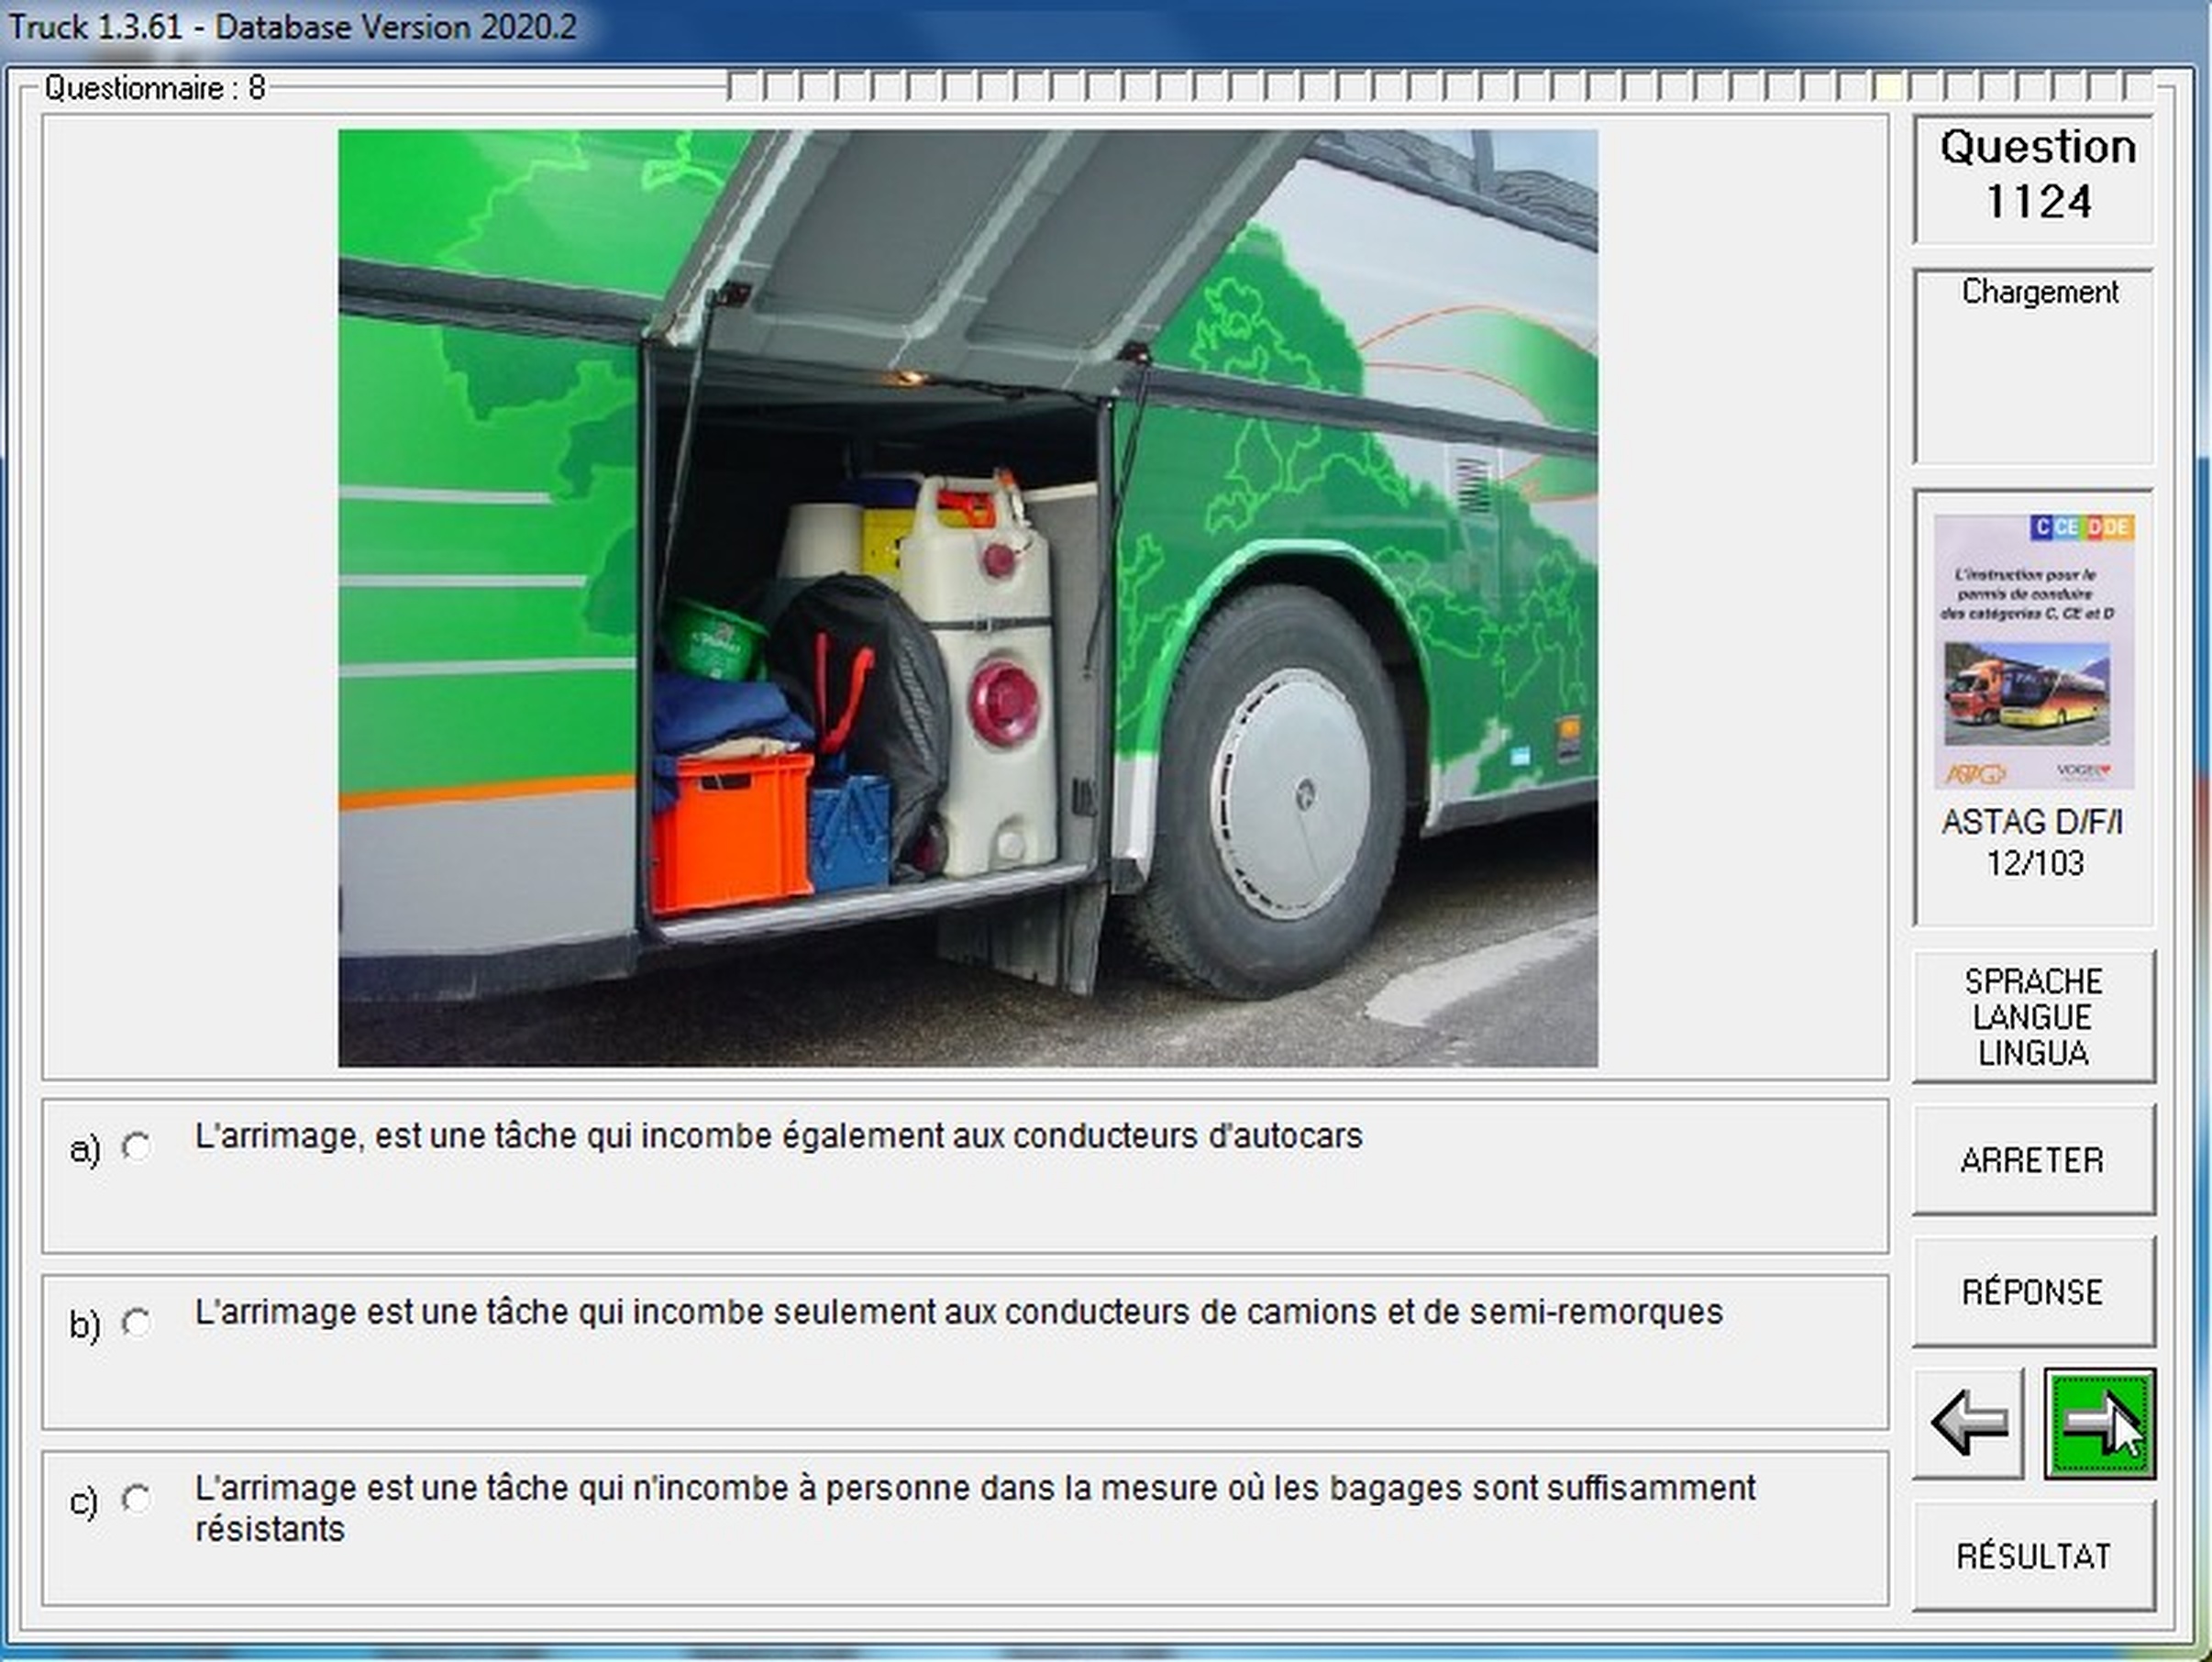 Truck 1.3.61 - Database Version 2020.2
Questionnaire : 8
Question
1124
Chargement
C CE D DE
L'instruction pour le
permis de conduire
des catégories C, CE et D
ASTAG
VOGEL
ASTAG D/F/I
12/103
SPRACHE
LANGUE
LINGUA
ARRETER
RÉPONSE
RÉSULTAT
a) L'arrimage, est une tâche qui incombe également aux conducteurs d'autocars
b) L'arrimage est une tâche qui incombe seulement aux conducteurs de camions et de semi-remorques
c) L'arrimage est une tâche qui n'incombe à personne dans la mesure où les bagages sont suffisamment
résistants